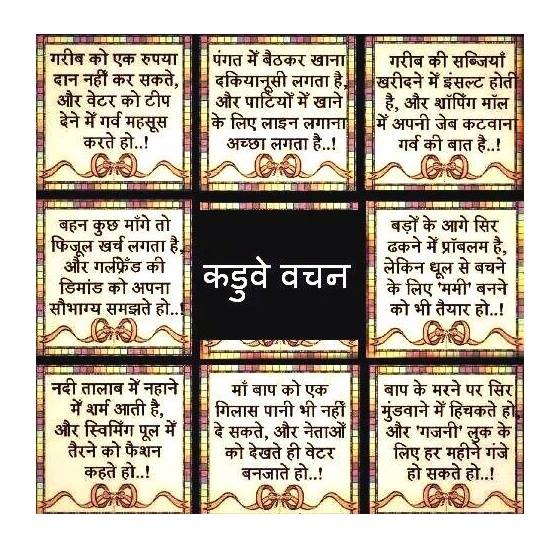 गरीब को एक रुपया
दान नहीं कर सकते,
और वेटर को टीप
देने में गर्व महसूस
करते हो..!
पंगत में बैठकर खाना
दकियानूसी लगता है,
और पार्टियों में खाने
के लिए लाइन लगाना
अच्छा लगता है..!
गरीब की सब्जियाँ
खरीदने में इंसल्ट होती
है, और शॉपिंग मॉल
में अपनी जेब कटवाना
गर्व की बात है..!
बहन कुछ माँगे तो
फिजूल खर्च लगता है,
और गर्लफ्रेंड की
डिमांड को अपना
सौभाग्य समझते हो..!
कडुवे वचन
बड़ों के आगे सिर
ढकने में प्रॉबलम है,
लेकिन धूल से बचने
के लिए 'ममी' बनने
को भी तैयार हो..!
नदी तालाब में नहाने
में शर्म आती है,
और स्विमिंग पूल में
तैरने को फैशन
कहते हो..!
माँ बाप को एक
गिलास पानी भी नहीं
दे सकते, और नेताओं
को देखते ही वेटर
बनजाते हो..!
बाप के मरने पर सिर
मुंडवाने में हिचकते हो,
और 'गजनी' लुक के
लिए हर महीने गंजे
हो सकते हो..!